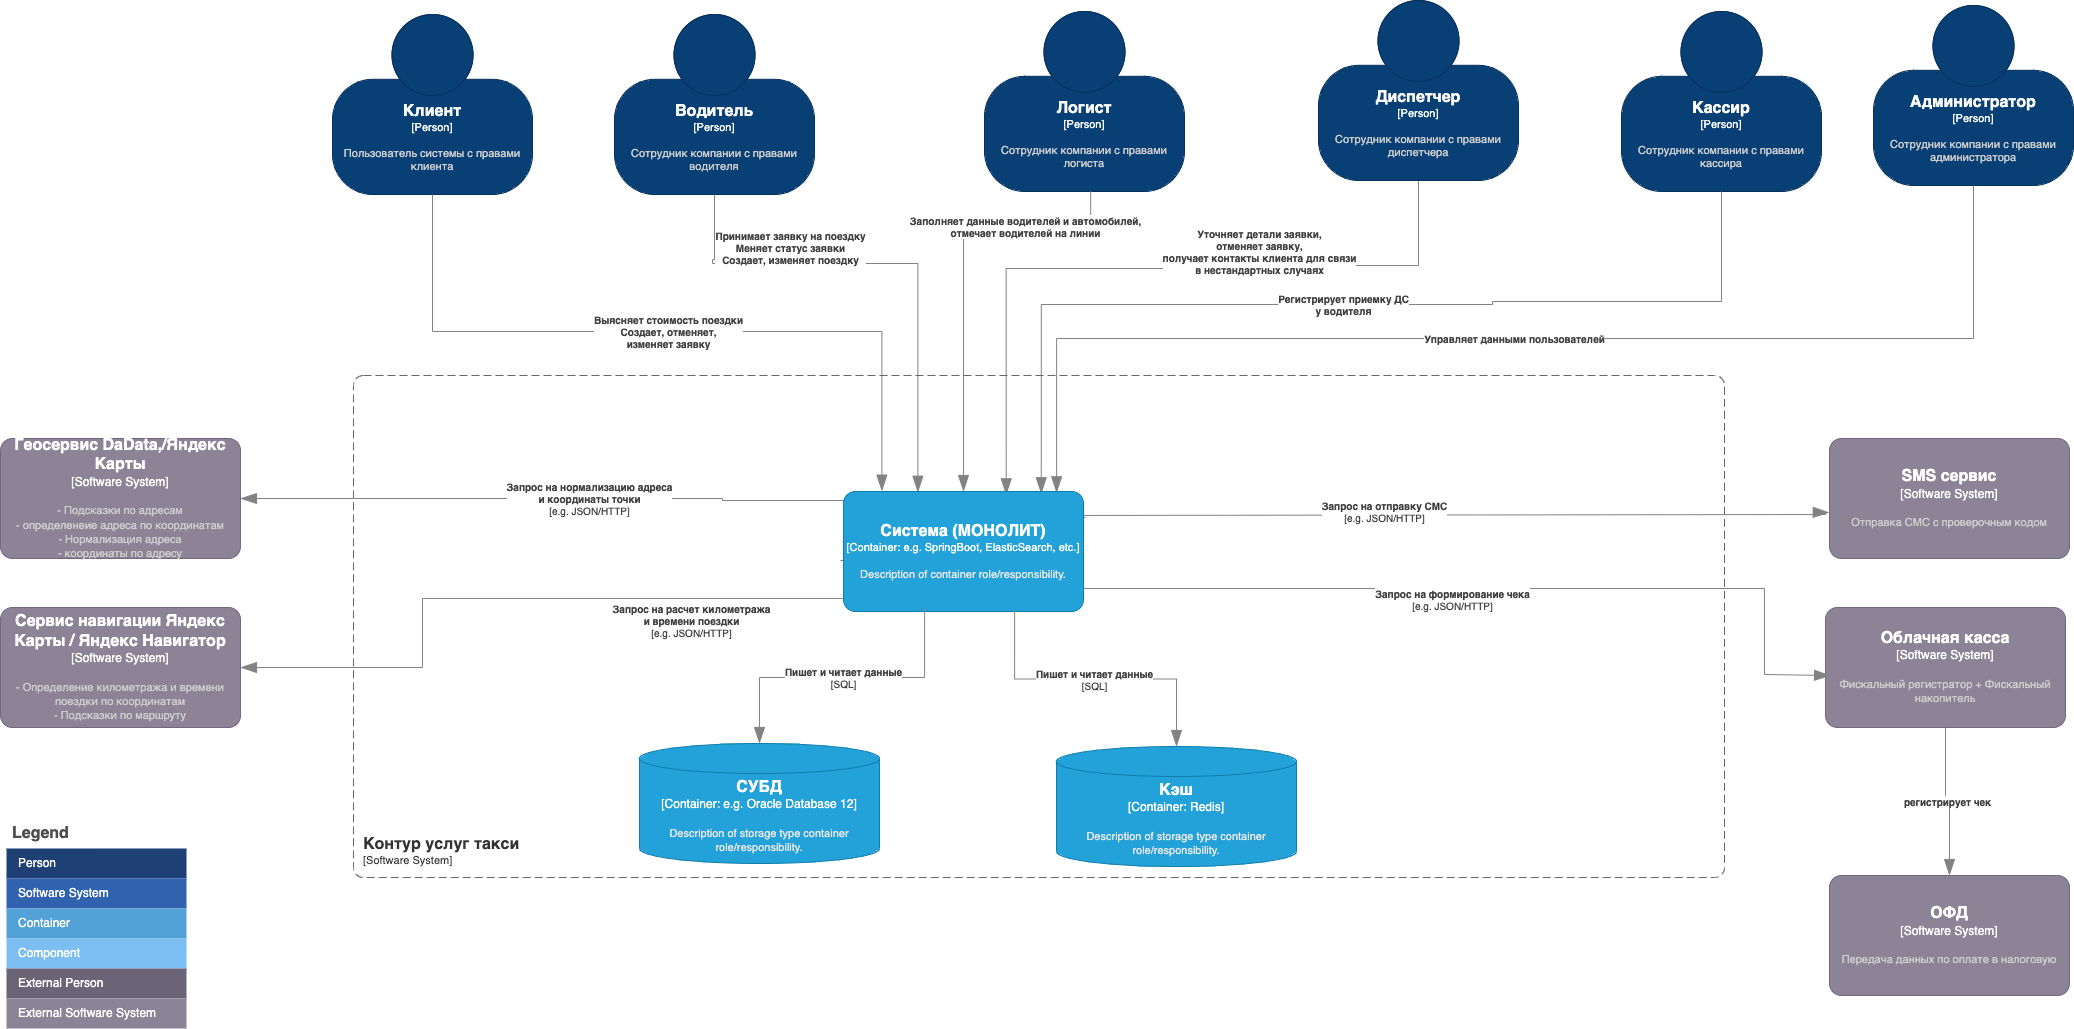 Клиент
[Person]
Пользователь системы с правами
клиента
Водитель
[Person]
Сотрудник компании с правами
водителя
Логист
[Person]
Сотрудник компании с правами
логиста
Диспетчер
[Person]
Сотрудник компании с правами
диспетчера
Кассир
[Person]
Сотрудник компании с правами
кассира
Администратор
[Person]
Сотрудник компании с правами
администратора
Принимает заявку на поездку
Меняет статус заявки
Создает, изменяет поездку
Заполняет данные водителей и автомобилей,
отмечает водителей на линии
Уточняет детали заявки,
отменяет заявку,
получает контакты клиента для связи
в нестандартных случаях
Регистрирует приемку ДС
у водителя
Выясняет стоимость поездки
Создает, отменяет,
изменяет заявку
Управляет данными пользователей
Геосервис DaData,/Яндекс
Карты
[Software System]
- Подсказки по адресам
- определенеие адреса по координатам
- Нормализация адреса
- координаты по адресу
Запрос на нормализацию адреса
и координаты точки
[e.g. JSON/HTTP]
Система (МОНОЛИТ)
[Container: e.g. SpringBoot, ElasticSearch, etc.]
Description of container role/responsibility.
Запрос на отправку СМС
[e.g. JSON/HTTP]
SMS сервис
[Software System]
Отправка СМС с проверочным кодом
Сервис навигации Яндекс
Карты / Яндекс Навигатор
[Software System]
- Определение километража и времени
поездки по координатам
- Подсказки по маршруту
Запрос на расчет километража
и времени поездки
[e.g. JSON/HTTP]
Запрос на формирование чека
[e.g. JSON/HTTP]
Облачная касса
[Software System]
Фискальный регистратор + Фискальный
накопитель
Пишет и читает данные
[SQL]
Пишет и читает данные
[SQL]
СУБД
[Container: e.g. Oracle Database 12]
Description of storage type container
role/responsibility.
Кэш
[Container: Redis]
Description of storage type container
role/responsibility.
регистрирует чек
Контур услуг такси
[Software System]
ОФД
[Software System]
Передача данных по оплате в налоговую
Legend
Person
Software System
Container
Component
External Person
External Software System